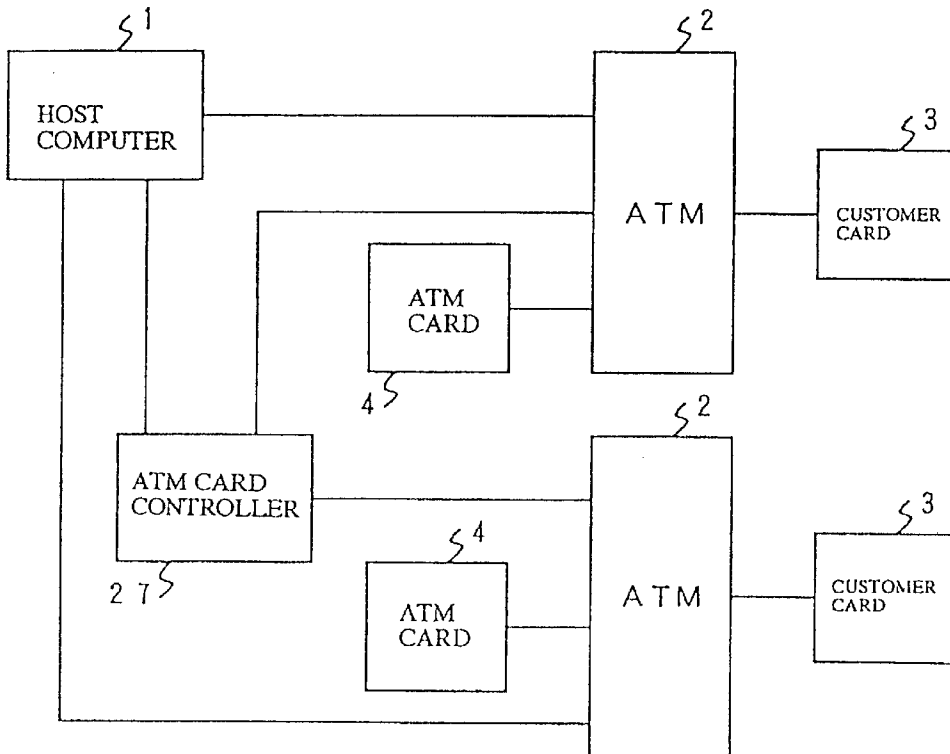 1
HOST
COMPUTER
2
ATM
3
CUSTOMER
CARD
ATM
CARD
4
ATM CARD
CONTROLLER
27
2
ATM
3
CUSTOMER
CARD
4
ATM
CARD